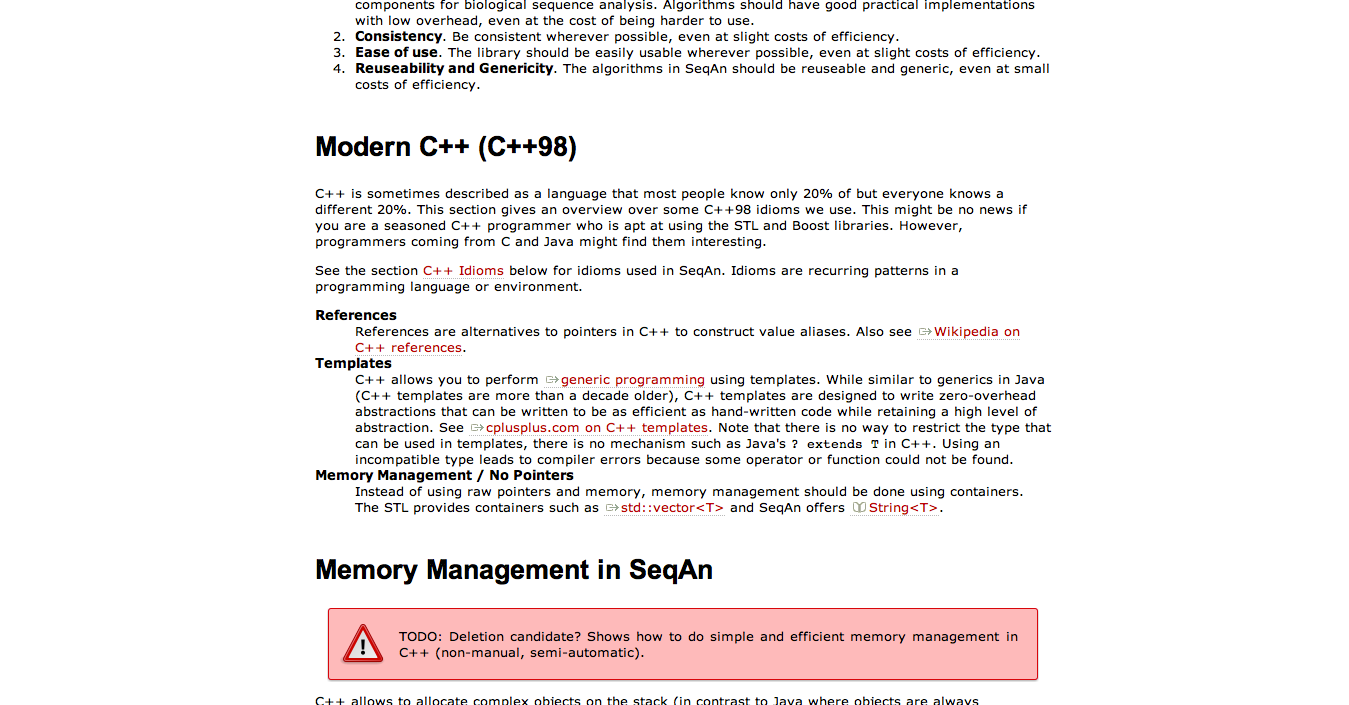 components for biological sequence analysis. Algorithms should have good practical implementations
with low overhead, even at the cost of being harder to use.
2. Consistency. Be consistent wherever possible, even at slight costs of efficiency.
3. Ease of use. The library should be easily usable wherever possible, even at slight costs of efficiency.
4. Reuseability and Genericity. The algorithms in SeqAn should be reuseable and generic, even at small
costs of efficiency.
Modern C++ (C++98)
C++ is sometimes described as a language that most people know only 20% of but everyone knows a
different 20%. This section gives an overview over some C++98 idioms we use. This might be no news if
you are a seasoned C++ programmer who is apt at using the STL and Boost libraries. However,
programmers coming from C and Java might find them interesting.
See the section C++ Idioms below for idioms used in SeqAn. Idioms are recurring patterns in a
programming language or environment.
References
References are alternatives to pointers in C++ to construct value aliases. Also see Wikipedia on
C++ references.
Templates
C++ allows you to perform generic programming using templates. While similar to generics in Java
(C++ templates are more than a decade older), C++ templates are designed to write zero-overhead
abstractions that can be written to be as efficient as hand-written code while retaining a high level of
abstraction. See cplusplus.com on C++ templates. Note that there is no way to restrict the type that
can be used in templates, there is no mechanism such as Java's ? extends T in C++. Using an
incompatible type leads to compiler errors because some operator or function could not be found.
Memory Management / No Pointers
Instead of using raw pointers and memory, memory management should be done using containers.
The STL provides containers such as std::vector<T> and SeqAn offers String<T>.
Memory Management in SeqAn
TODO: Deletion candidate? Shows how to do simple and efficient memory management in
C++ (non-manual, semi-automatic).
C++ allows to allocate complex objects on the stack (in contrast to Java where objects are always